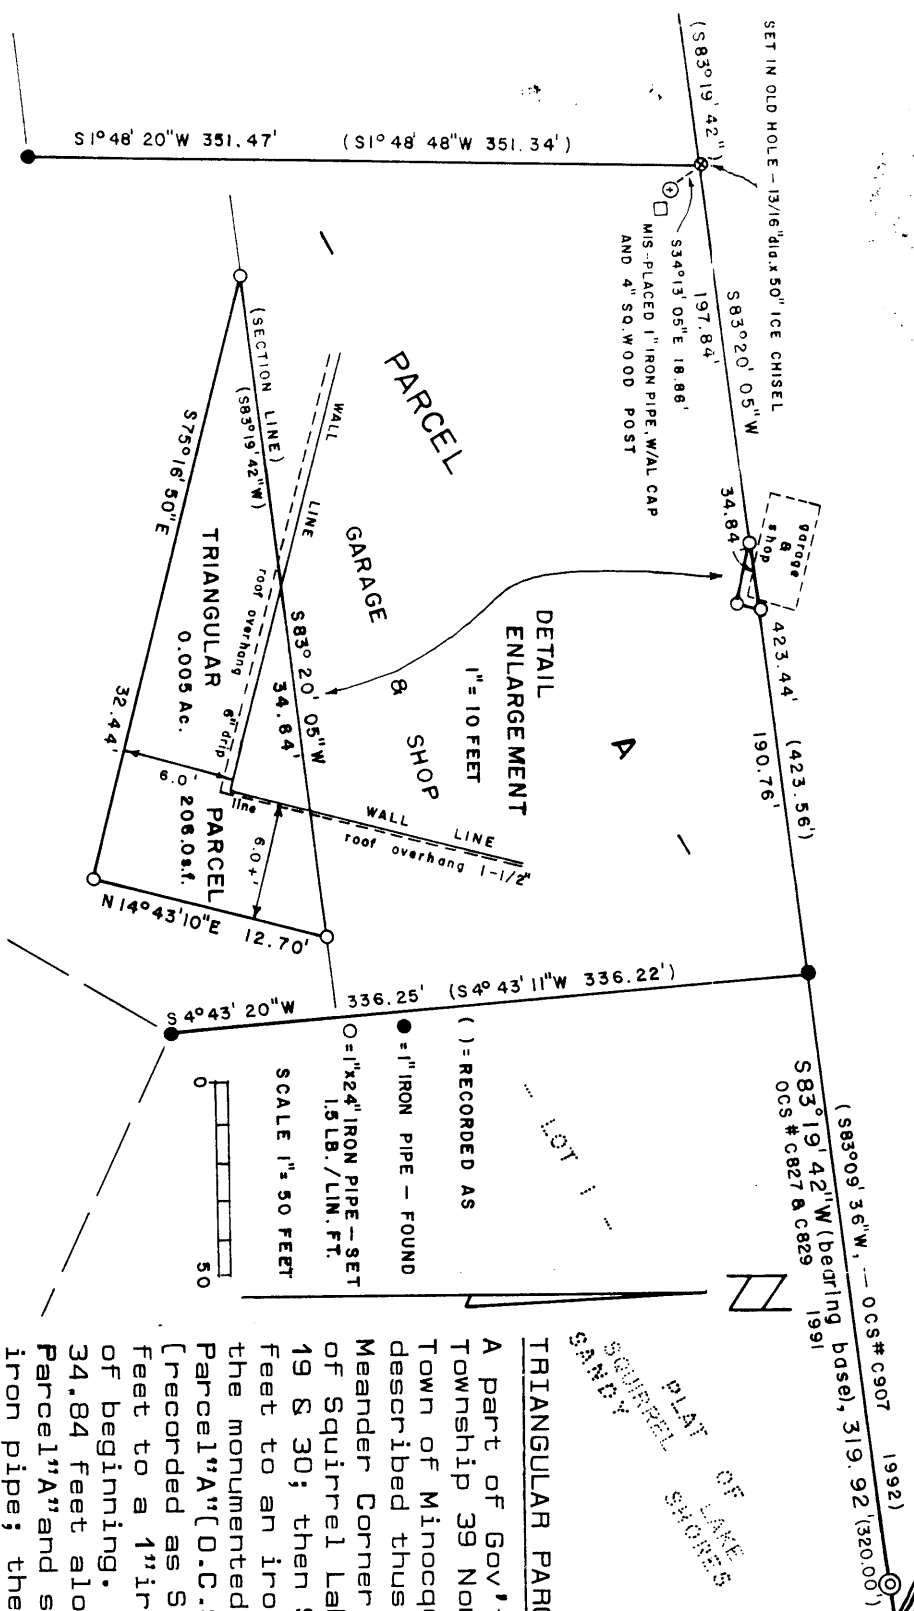 SET IN OLD HOLE – 13/16"dia.x50" ICE CHISEL
(S83°19'42")
S1°48'20"W 351.47'
(S1°48'48"W 351.34')
S83°20'05"W
197.84'
S34°13'05"E 18.86'
MIS-PLACED 1" IRON PIPE, W/AL CAP
AND 4" SQ. WOOD POST
garage
&
shop
34.84
423.44'
(423.56')
190.76'
PARCEL
A
DETAIL
ENLARGEMENT
1" = 10 FEET
GARAGE
&
SHOP
(SECTION LINE)
(S83°19'42"W)
WALL LINE
roof overhang
6" drip
line
S83°20'05"W
34.84'
WALL LINE
roof overhang 1-1/2"
S75°16'50"E
32.44'
TRIANGULAR
0.005 Ac.
PARCEL
206.0s.f.
6.0'
6.0+'
N14°43'10"E 12.70'
S4°43'20"W 336.25' (S4°43'11"W 336.22')
( ) = RECORDED AS
● = 1" IRON PIPE – FOUND
○ = 1"x24" IRON PIPE – SET
1.5 LB./LIN. FT.
SCALE 1" = 50 FEET
0 50
LOT 1
(S83°09'36"W, — OCS#C907 1992)
S83°19'42"W (bearing base), 319.92' (320.00')
OCS#C827 & C829 1991
PLAT OF LAKE
SQUIRREL SHORES
SANDY
TRIANGULAR PARC
A part of Gov'
Township 39 Nor
Town of Minocqu
described thus
Meander Corner
of Squirrel Lak
19 & 30; then S
feet to an iro
the monumented
Parcel"A"(O.C.S
[recorded as S
feet to a 1"ir
of beginning.
34.84 feet alo
Parcel"A"and s
iron pipe; the